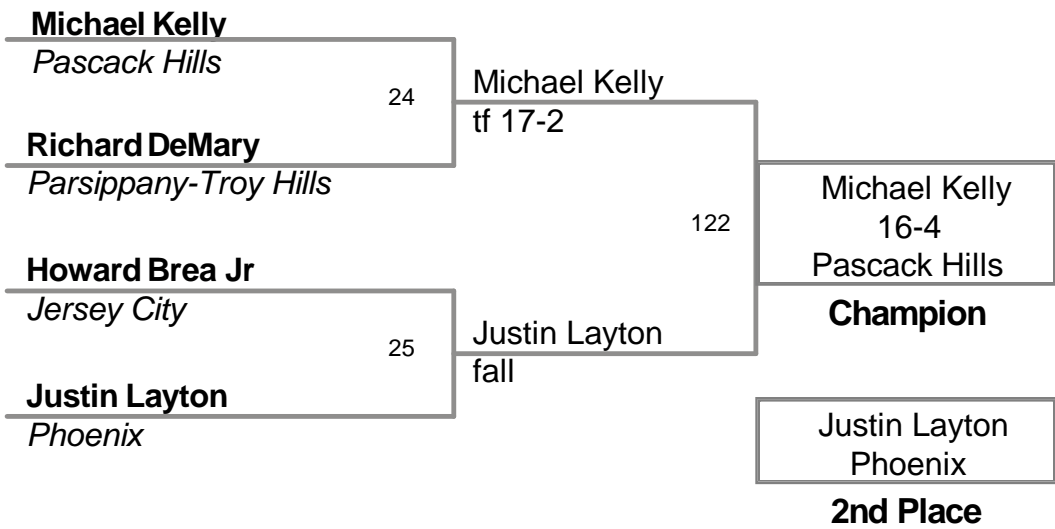 Michael Kelly
Pascack Hills
24
Michael Kelly
tf 17-2
Richard DeMary
Parsippany-Troy Hills
122
Michael Kelly
16-4
Pascack Hills
Champion
Howard Brea Jr
Jersey City
25
Justin Layton
fall
Justin Layton
Phoenix
Justin Layton
Phoenix
2nd Place